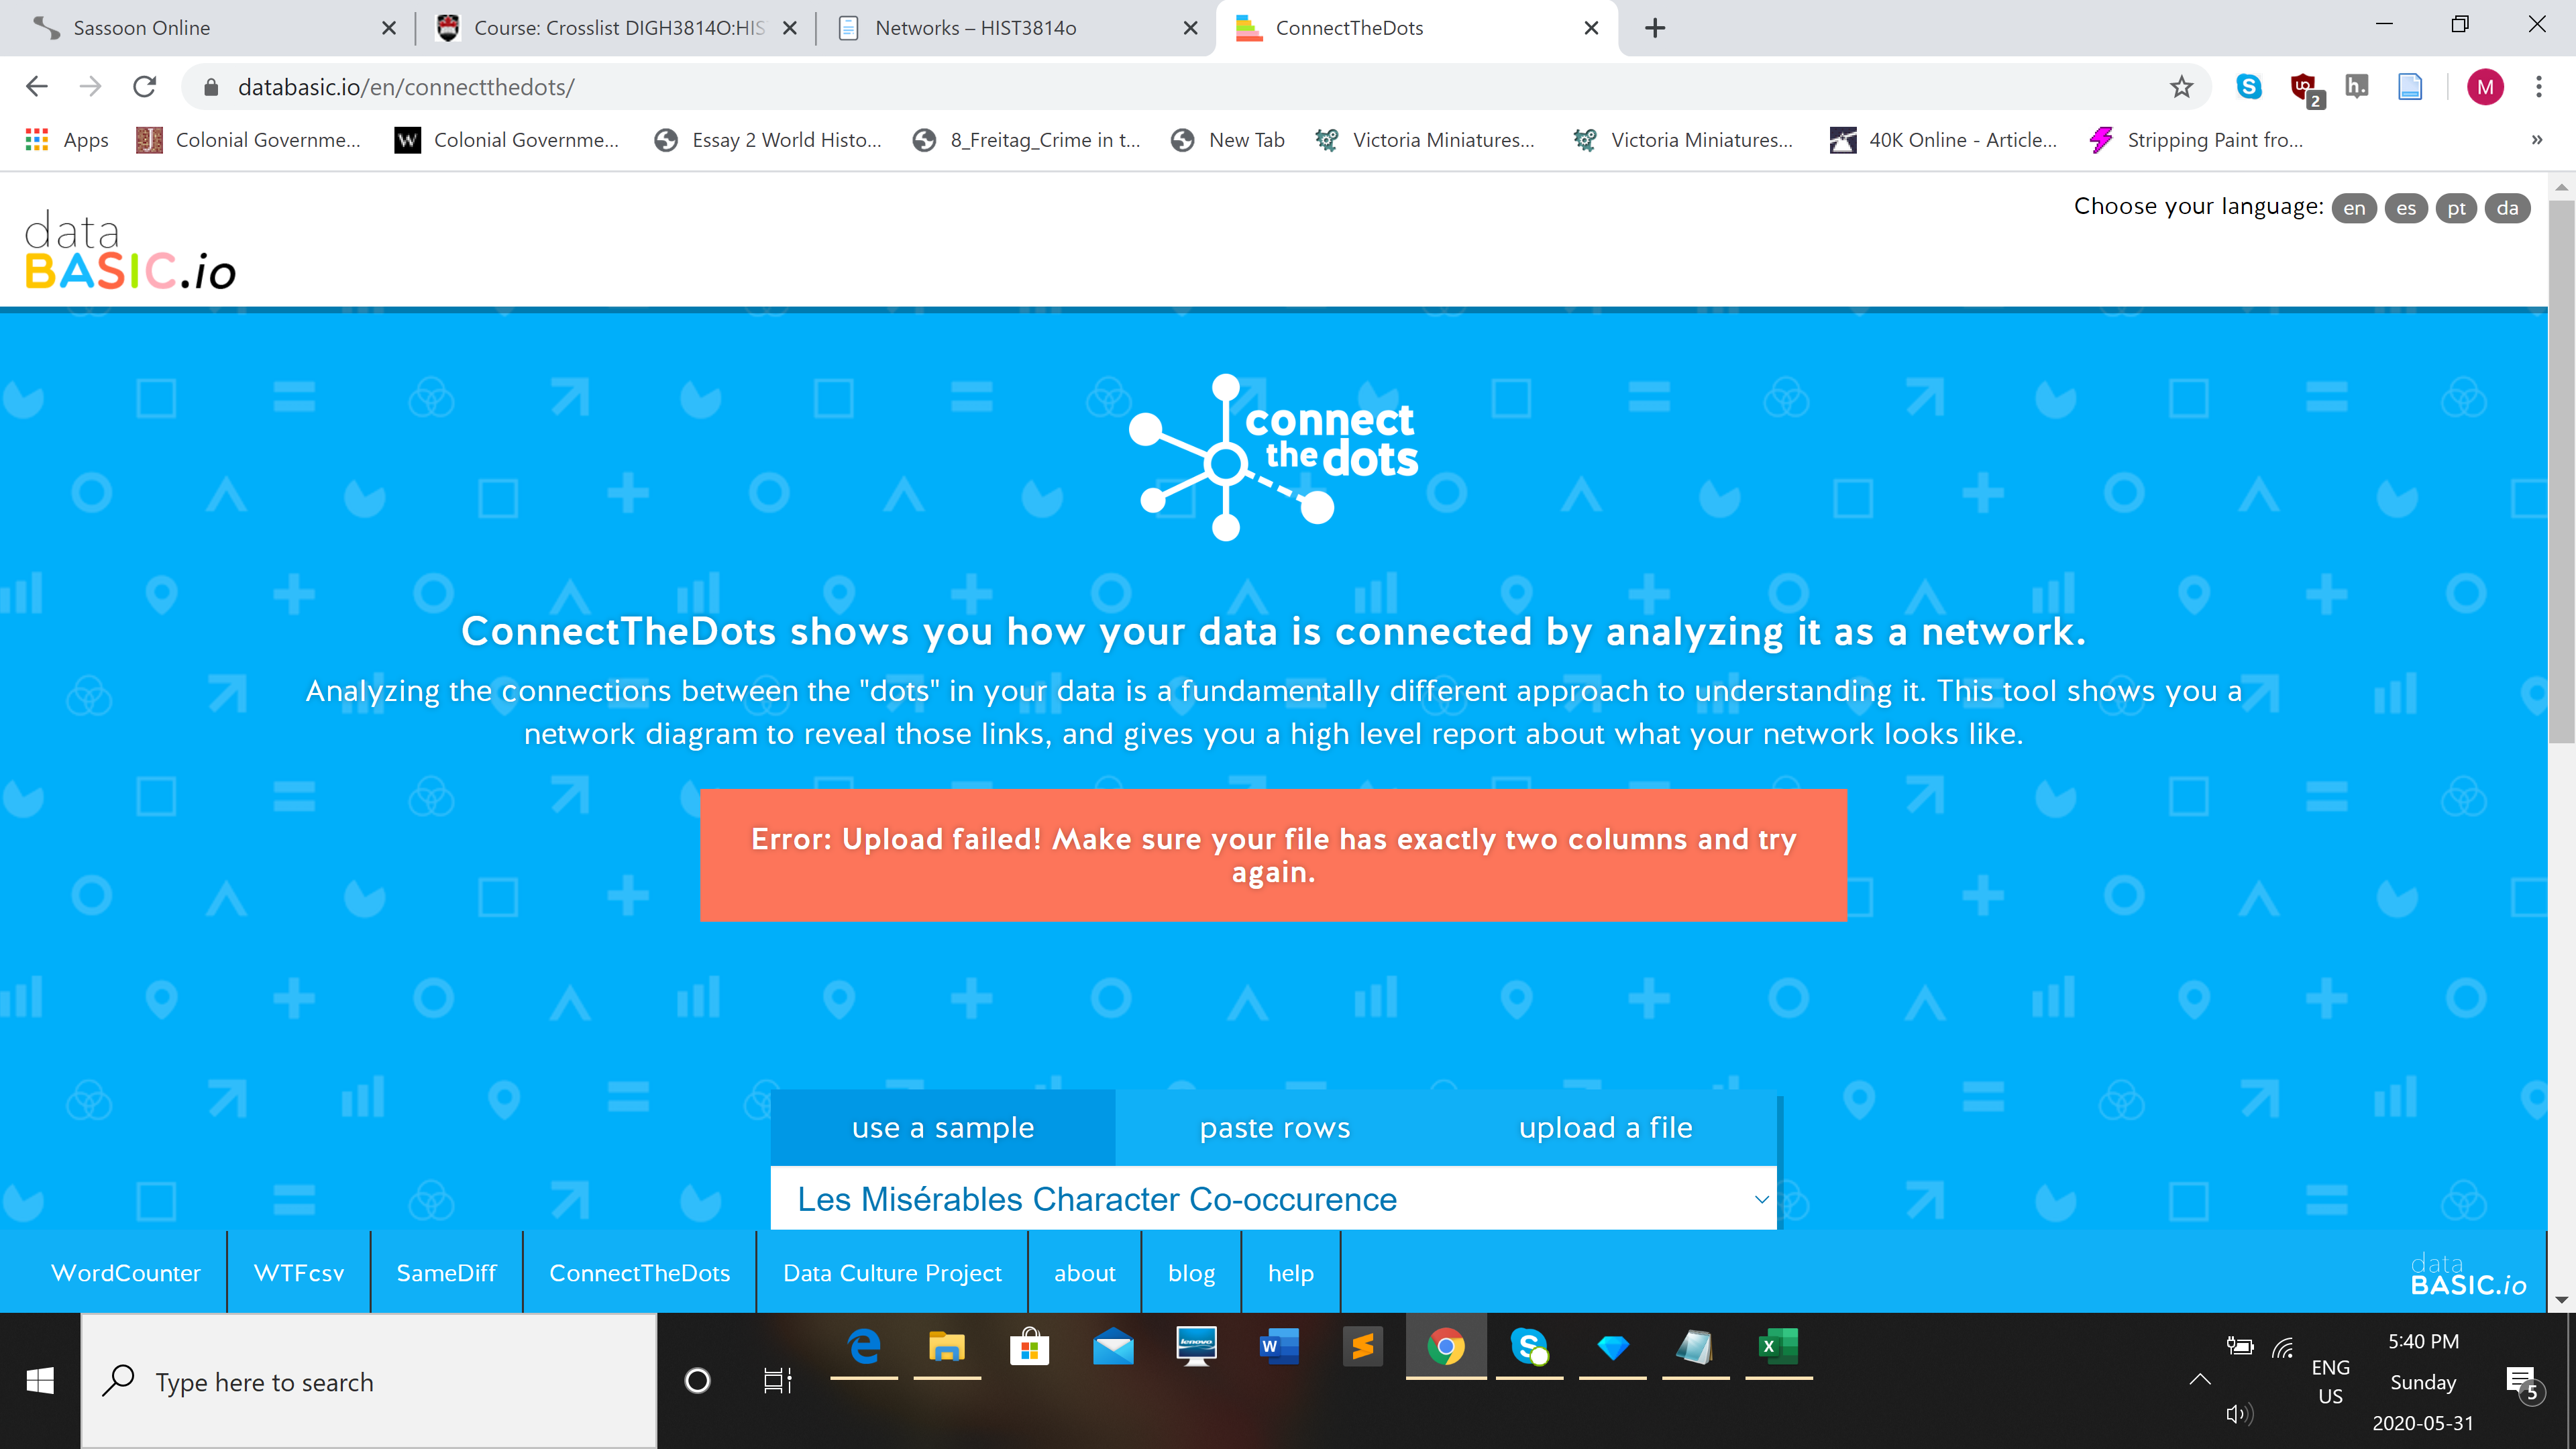 Sassoon Online
Course: Crosslist DIGH3814O:HIS
Networks – HIST3814o
ConnectTheDots
databasic.io/en/connectthedots/
S
2
h.
M
Apps
Colonial Governme...
W
Colonial Governme...
Essay 2 World Histo...
8_Freitag_Crime in t...
New Tab
Victoria Miniatures...
Victoria Miniatures...
40K Online - Article...
Stripping Paint fro...
»
Choose your language: en es pt da
data
BASIC.io
connect
the dots
ConnectTheDots shows you how your data is connected by analyzing it as a network.
Analyzing the connections between the "dots" in your data is a fundamentally different approach to understanding it. This tool shows you a
network diagram to reveal those links, and gives you a high level report about what your network looks like.
Error: Upload failed! Make sure your file has exactly two columns and try
again.
use a sample
paste rows
upload a file
Les Misérables Character Co-occurence
WordCounter
WTFcsv
SameDiff
ConnectTheDots
Data Culture Project
about
blog
help
data
BASIC.io
Type here to search
lenovo
W
S
X
ENG
US
5:40 PM
Sunday
2020-05-31
5